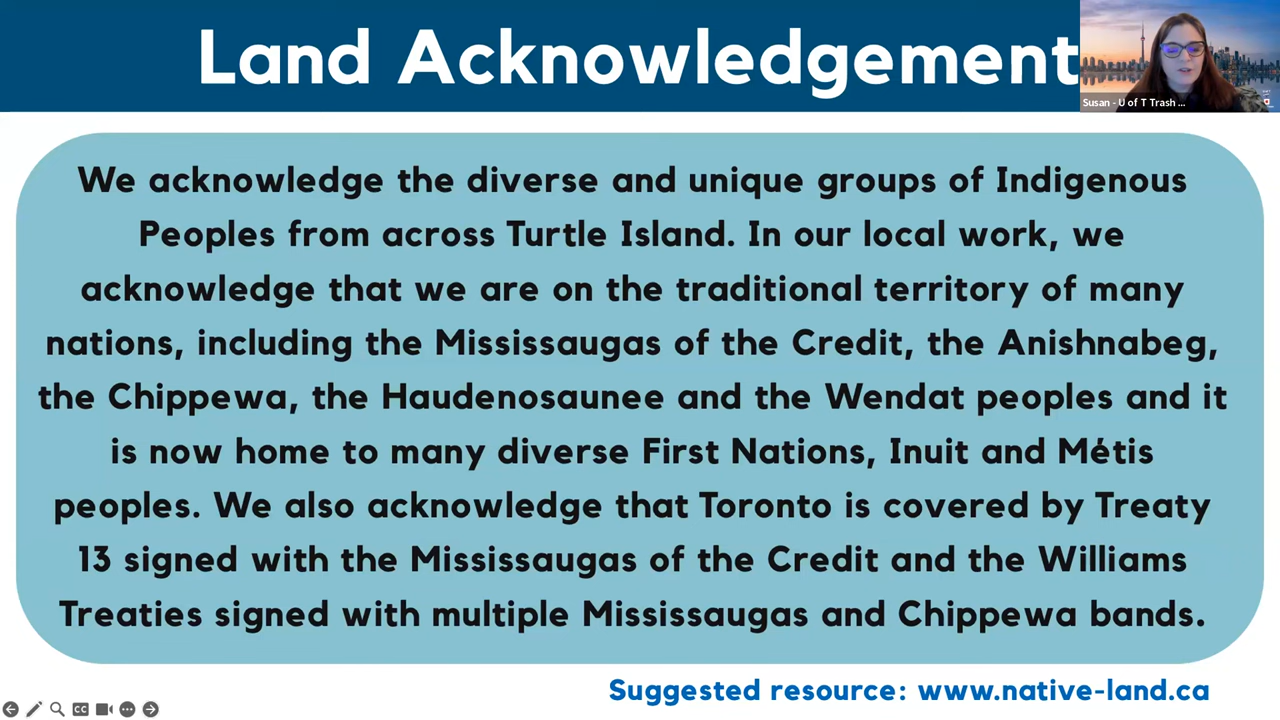 Land Acknowledgement
Susan - U of T Trash ...
We acknowledge the diverse and unique groups of Indigenous
Peoples from across Turtle Island. In our local work, we
acknowledge that we are on the traditional territory of many
nations, including the Mississaugas of the Credit, the Anishnabeg,
the Chippewa, the Haudenosaunee and the Wendat peoples and it
is now home to many diverse First Nations, Inuit and Métis
peoples. We also acknowledge that Toronto is covered by Treaty
13 signed with the Mississaugas of the Credit and the Williams
Treaties signed with multiple Mississaugas and Chippewa bands.
Suggested resource: www.native-land.ca
CC